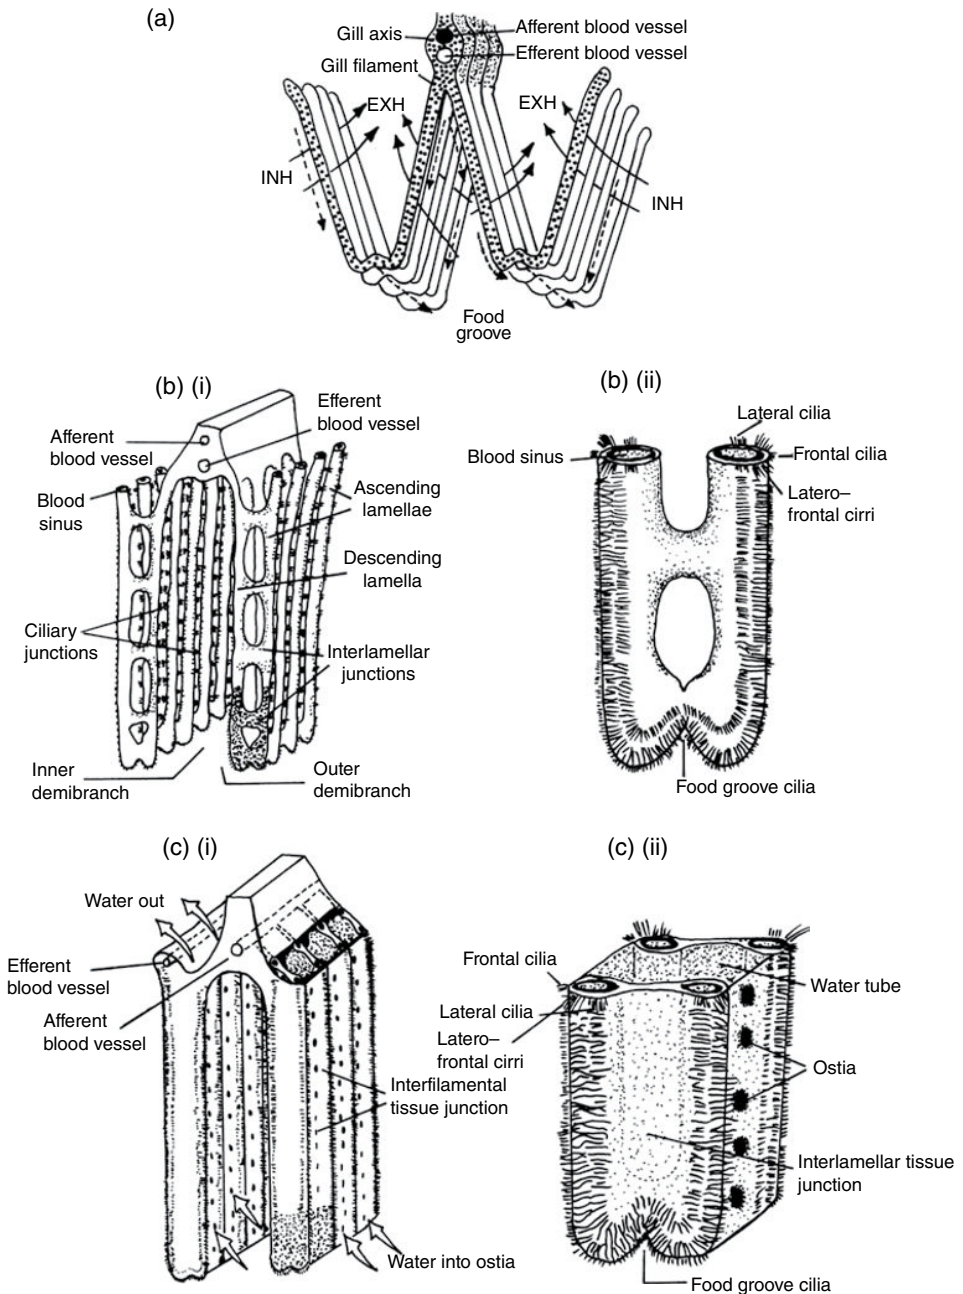 (a)
Gill axis
Afferent blood vessel
Efferent blood vessel
Gill filament
EXH
EXH
INH
INH
Food
groove
(b) (i)
Afferent
blood vessel
Efferent
blood vessel
Blood
sinus
Ascending
lamellae
Descending
lamella
Ciliary
junctions
Interlamellar
junctions
Inner
demibranch
Outer
demibranch
(b) (ii)
Lateral cilia
Blood sinus
Frontal cilia
Latero–
frontal cirri
Food groove cilia
(c) (i)
Water out
Efferent
blood vessel
Afferent
blood vessel
Interfilamental
tissue junction
Water into ostia
(c) (ii)
Frontal cilia
Water tube
Lateral cilia
Latero–
frontal cirri
Ostia
Interlamellar tissue
junction
Food groove cilia